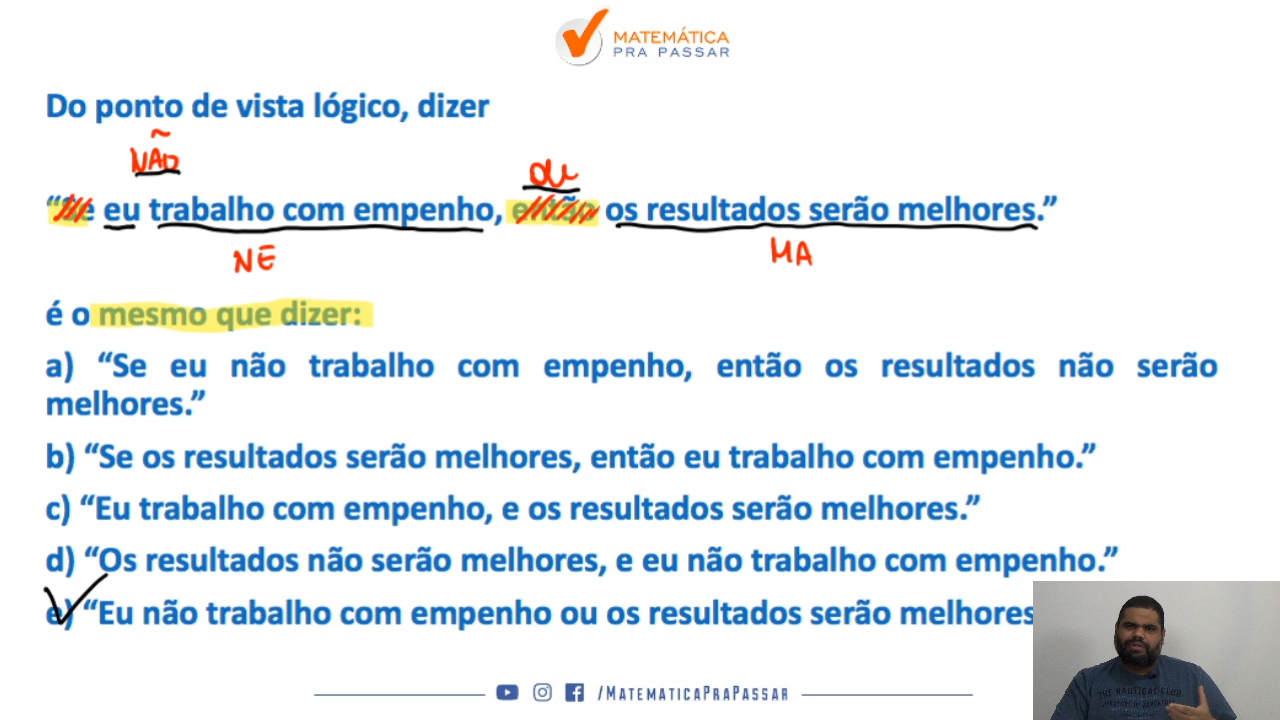 MATEMÁTICA
PRA PASSAR
Do ponto de vista lógico, dizer
NÃO
OU
“Se eu trabalho com empenho, então os resultados serão melhores.”
NE
MA
é o mesmo que dizer:
a) “Se eu não trabalho com empenho, então os resultados não serão
melhores.”
b) “Se os resultados serão melhores, então eu trabalho com empenho.”
c) “Eu trabalho com empenho, e os resultados serão melhores.”
d) “Os resultados não serão melhores, e eu não trabalho com empenho.”
e) “Eu não trabalho com empenho ou os resultados serão melhores
THE NAUTICAL CLUB
/MATEMATICAPRAPASSAR